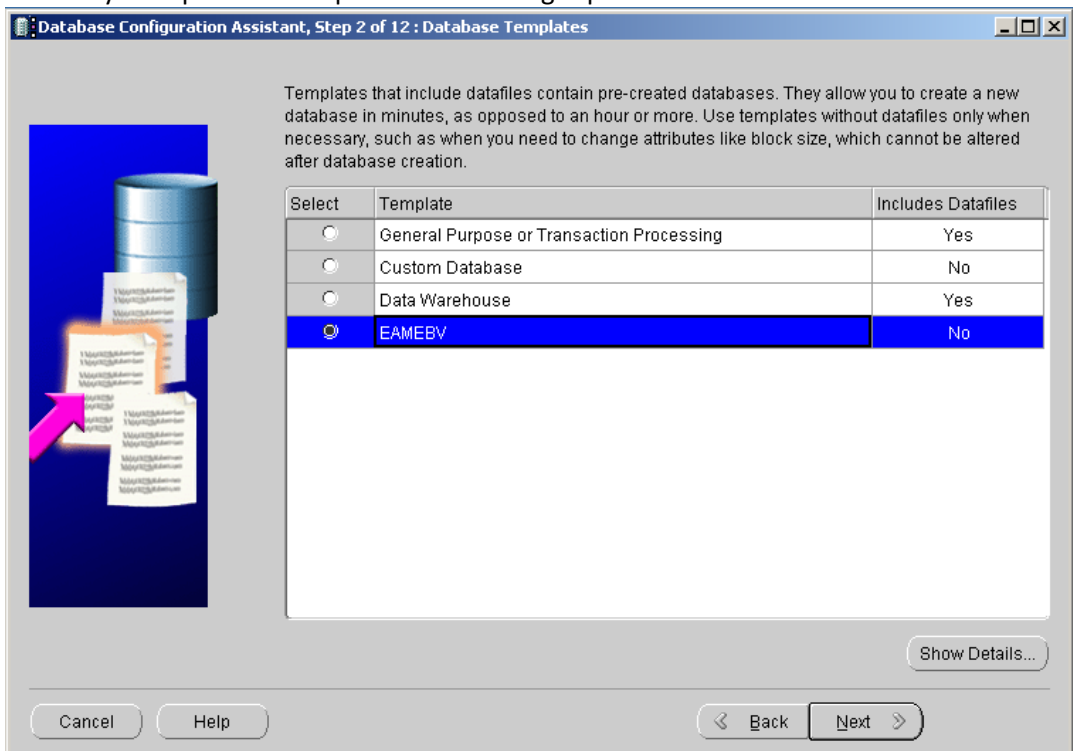 Database Configuration Assistant, Step 2 of 12 : Database Templates
Templates that include datafiles contain pre-created databases. They allow you to create a new
database in minutes, as opposed to an hour or more. Use templates without datafiles only when
necessary, such as when you need to change attributes like block size, which cannot be altered
after database creation.
Select Template Includes Datafiles
General Purpose or Transaction Processing Yes
Custom Database No
Data Warehouse Yes
EAMEBV No
Show Details...
Cancel Help Back Next